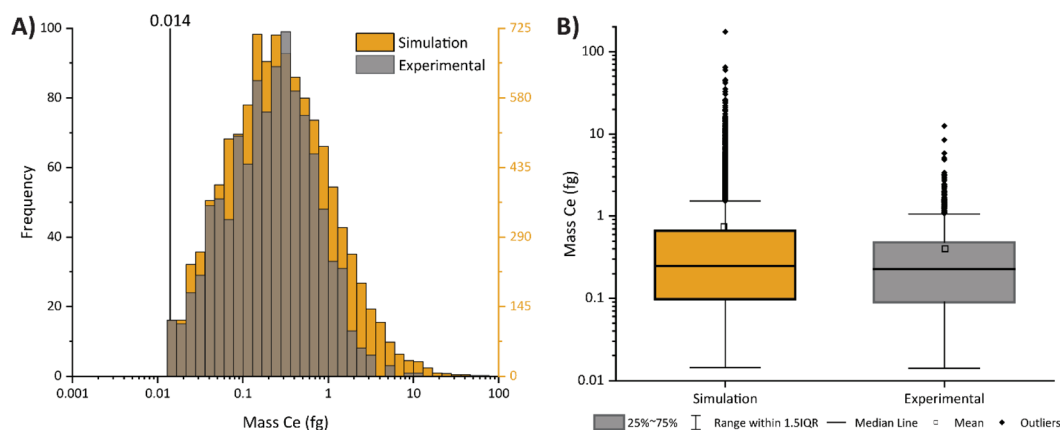 A)
0.014
Simulation
Experimental
Frequency
100
80
60
40
20
0
725
580
435
290
145
0
0.001
0.01
0.1
1
10
100
Mass Ce (fg)
B)
Mass Ce (fg)
100
10
1
0.1
0.01
Simulation
Experimental
25%~75%
Range within 1.5IQR
Median Line
Mean
Outliers